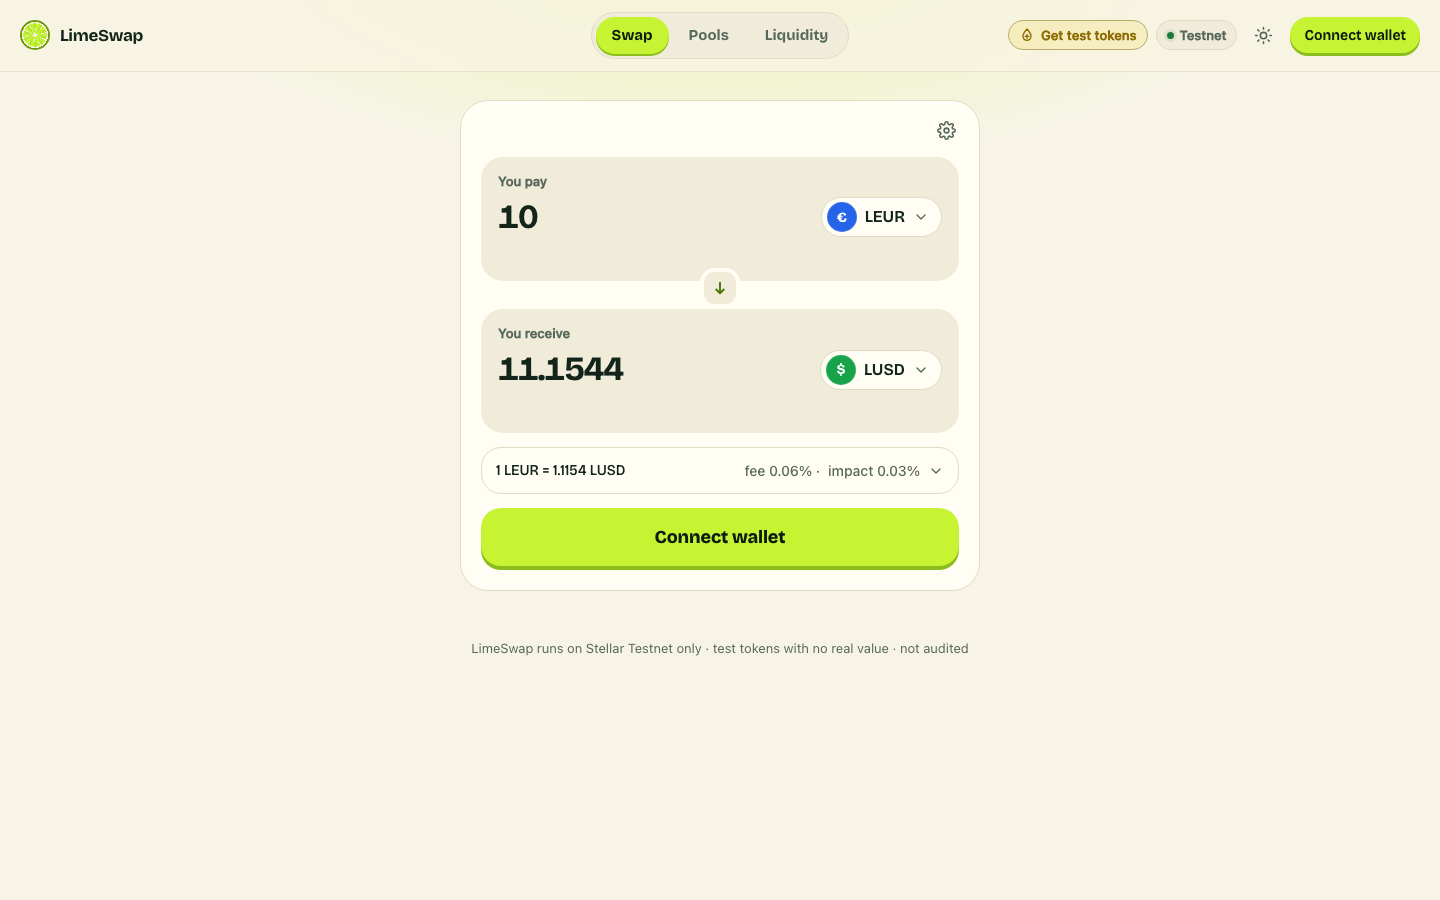 LimeSwap
Swap
Pools
Liquidity
Get test tokens
Testnet
Connect wallet
You pay
10
€ LEUR
You receive
11.1544
$ LUSD
1 LEUR = 1.1154 LUSD
fee 0.06% · impact 0.03%
Connect wallet
LimeSwap runs on Stellar Testnet only · test tokens with no real value · not audited